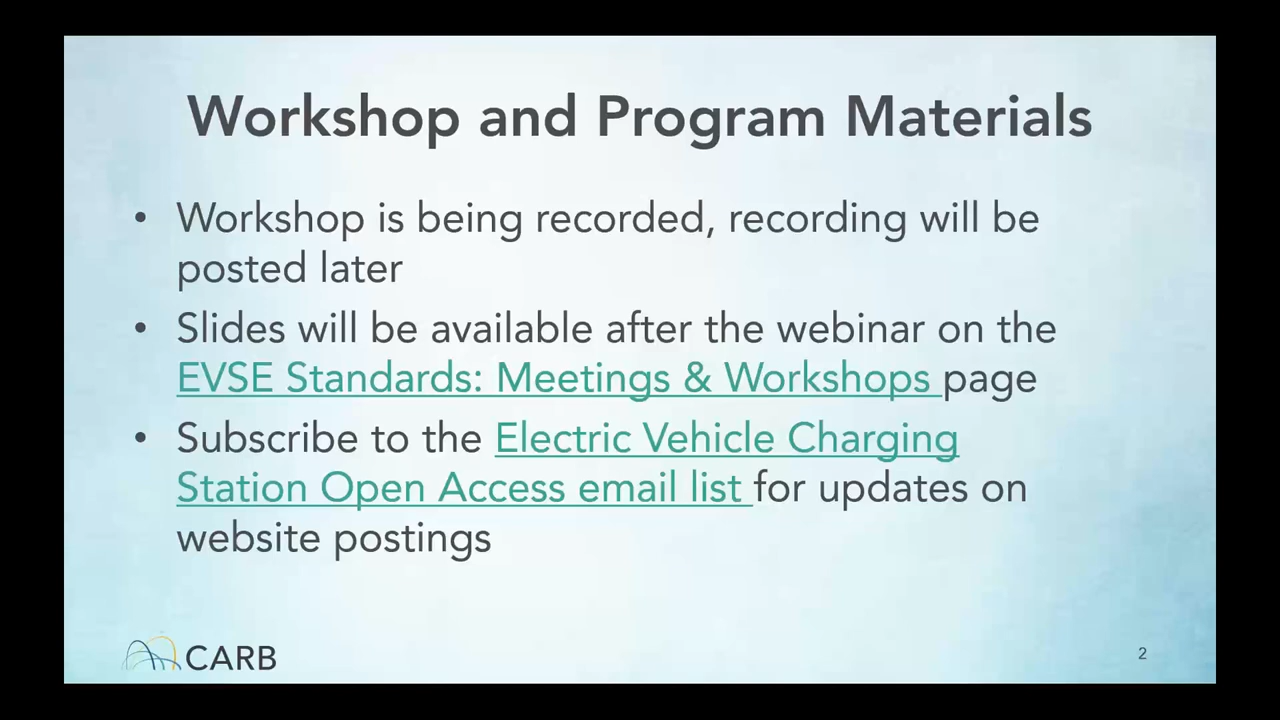 Workshop and Program Materials
• Workshop is being recorded, recording will be
posted later
• Slides will be available after the webinar on the
EVSE Standards: Meetings & Workshops page
• Subscribe to the Electric Vehicle Charging
Station Open Access email list for updates on
website postings
CARB
2